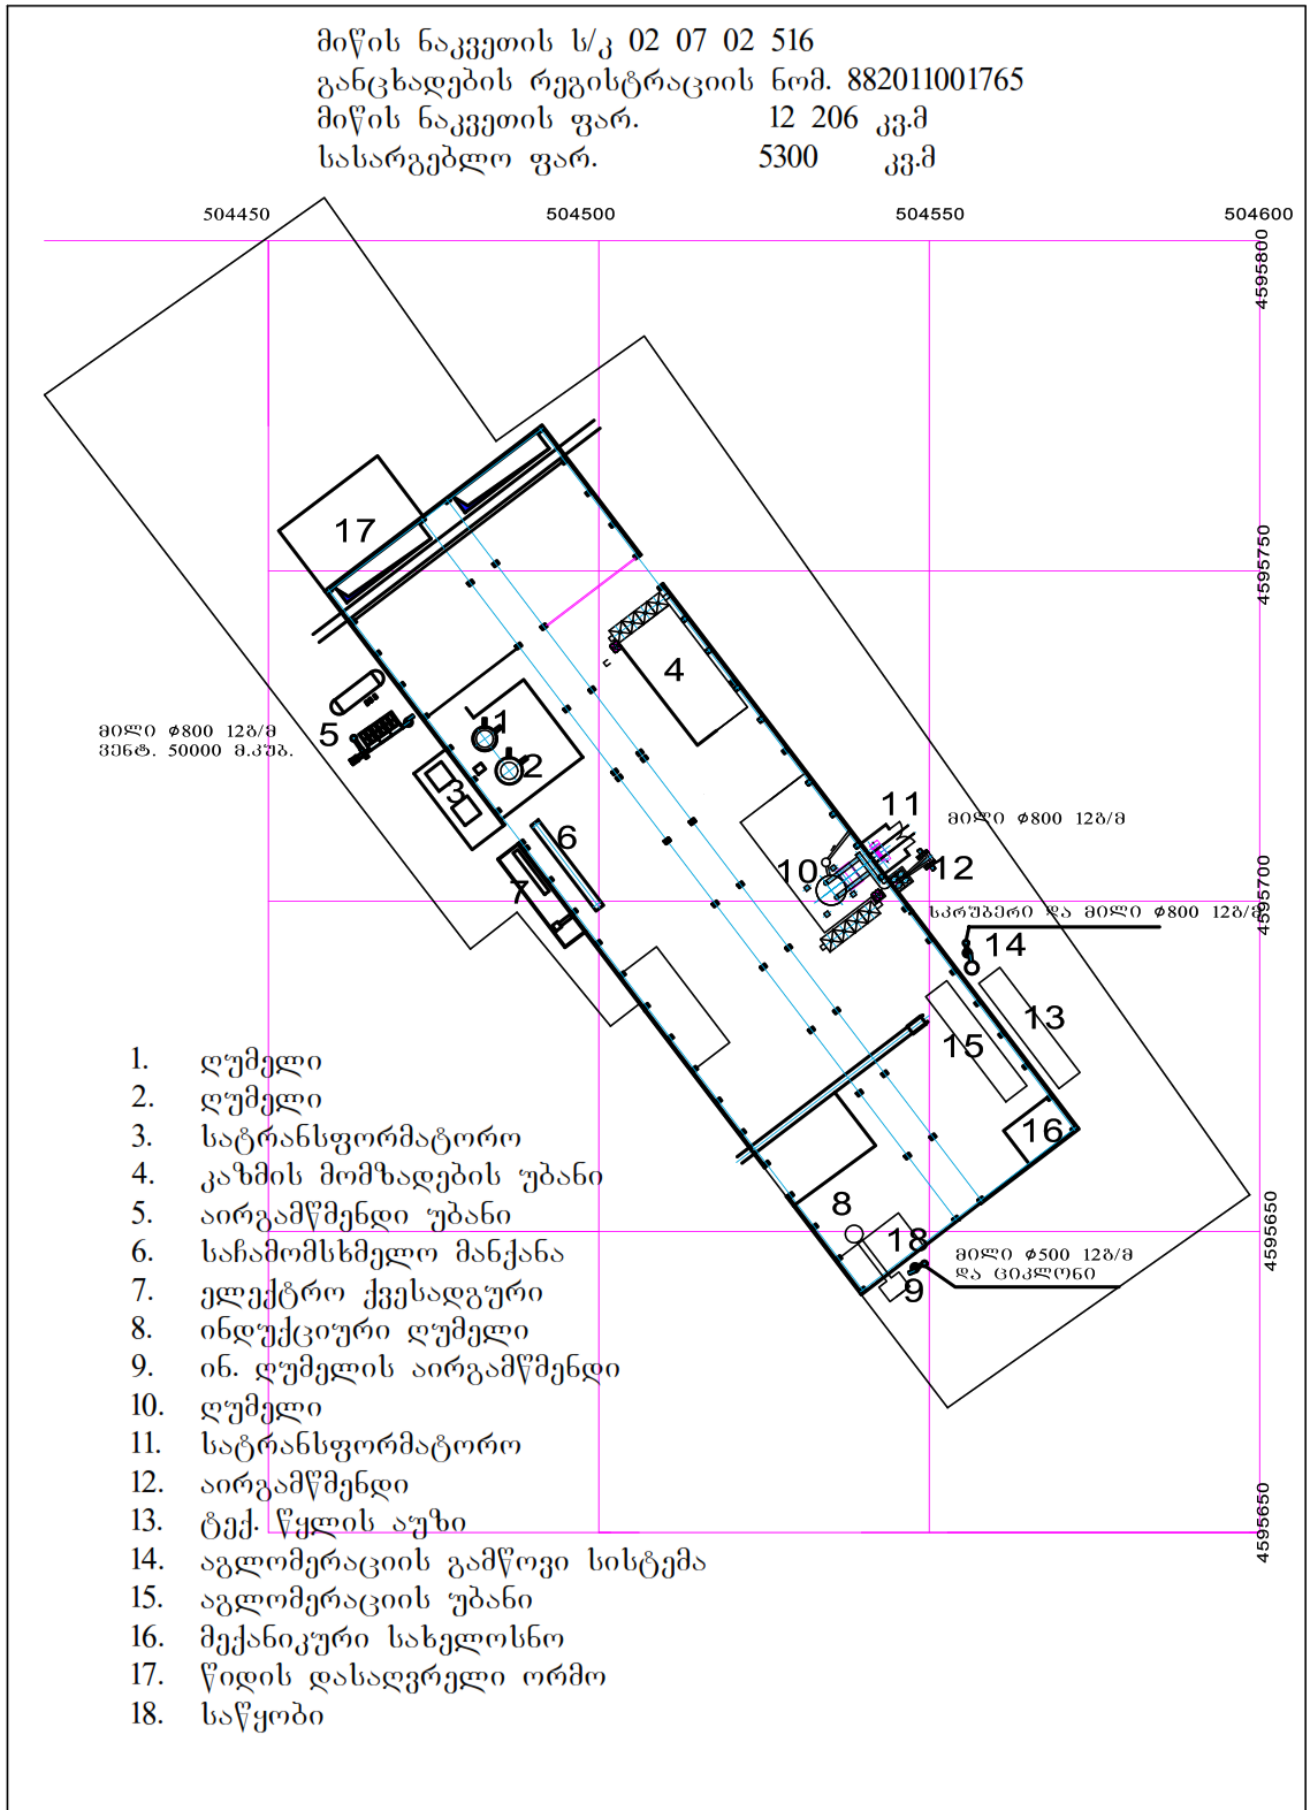 მიწის ნაკვეთის ს/კ 02 07 02 516
განცხადების რეგისტრაციის ნომ. 882011001765
მიწის ნაკვეთის ფარ. 12 206 კვ.მ
სასარგებლო ფარ. 5300 კვ.მ
504450 504500 504550 504600
4595800
4595750
4595700
4595650
4595650
17
4
5
1
2
3
6
7
11
10
12
14
13
15
16
8
18
9
მილი ø800 12გ/მ
ვენტ. 50000 მ.კუბ.
მილი ø800 12გ/მ
სკრუბერი და მილი ø800 12გ/მ
მილი ø500 12გ/მ
და ციკლონი
1. ღუმელი
2. ღუმელი
3. სატრანსფორმატორო
4. კაზმის მომზადების უბანი
5. აირგამწმენდი უბანი
6. საჩამომსხმელო მანქანა
7. ელექტრო ქვესადგური
8. ინდუქციური ღუმელი
9. ინ. ღუმელის აირგამწმენდი
10. ღუმელი
11. სატრანსფორმატორო
12. აირგამწმენდი
13. ტექ. წყლის აუზი
14. აგლომერაციის გამწოვი სისტემა
15. აგლომერაციის უბანი
16. მექანიკური სახელოსნო
17. წიდის დასაღვრელი ორმო
18. საწყობი